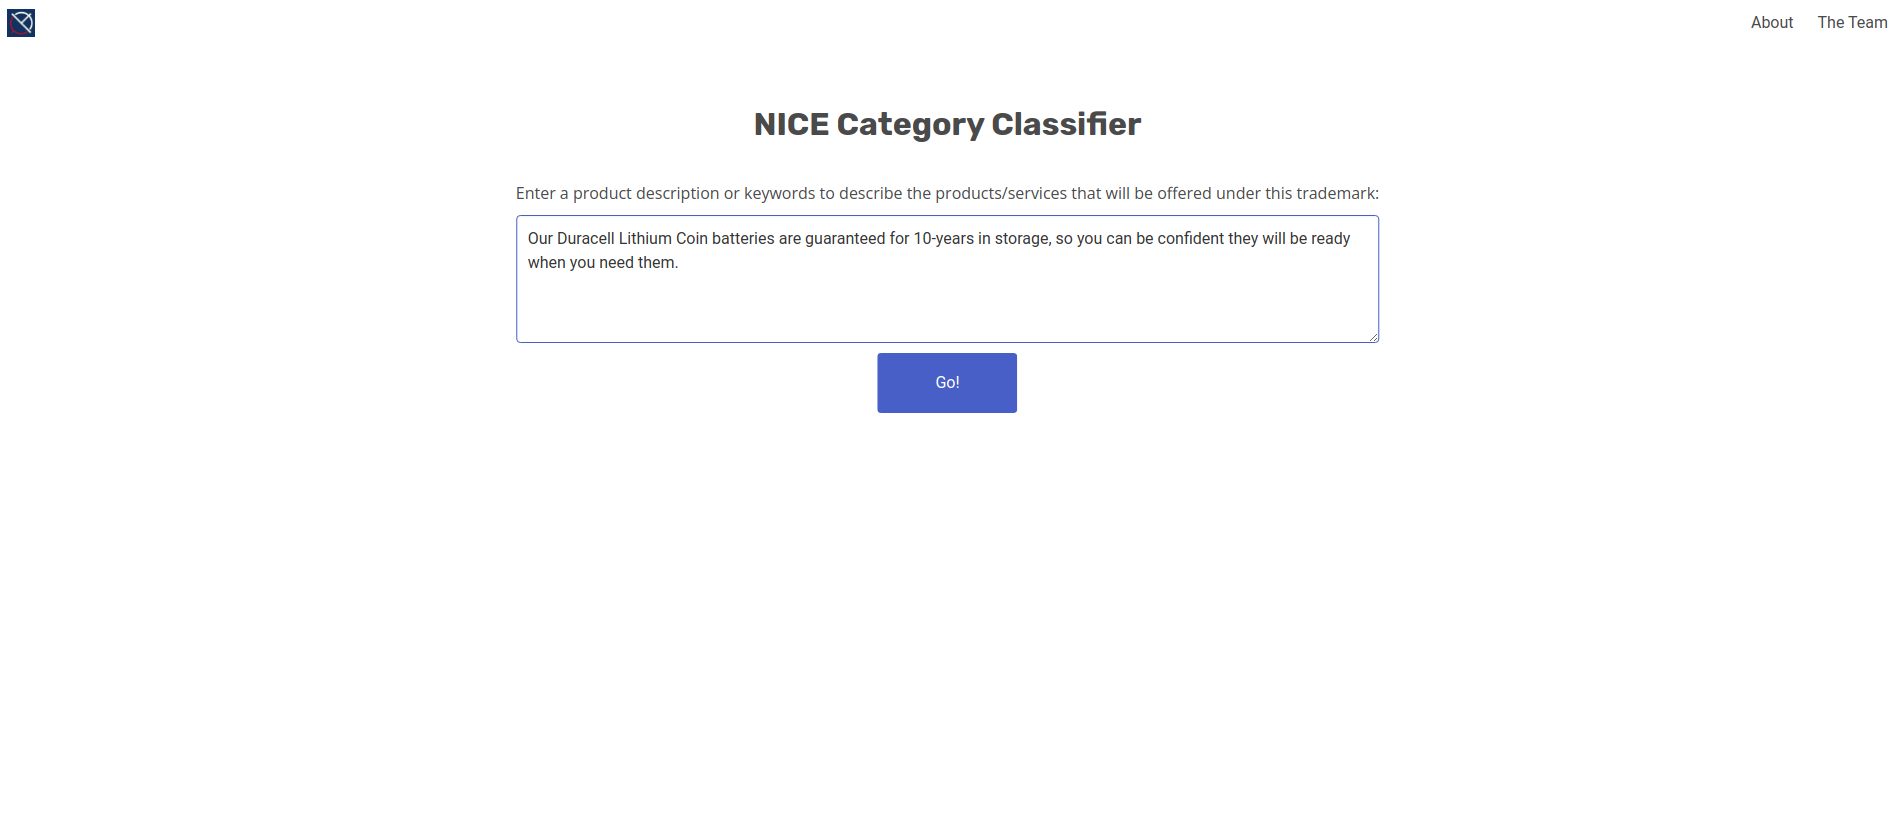 About
The Team
NICE Category Classifier
Enter a product description or keywords to describe the products/services that will be offered under this trademark:
Our Duracell Lithium Coin batteries are guaranteed for 10-years in storage, so you can be confident they will be ready
when you need them.
Go!